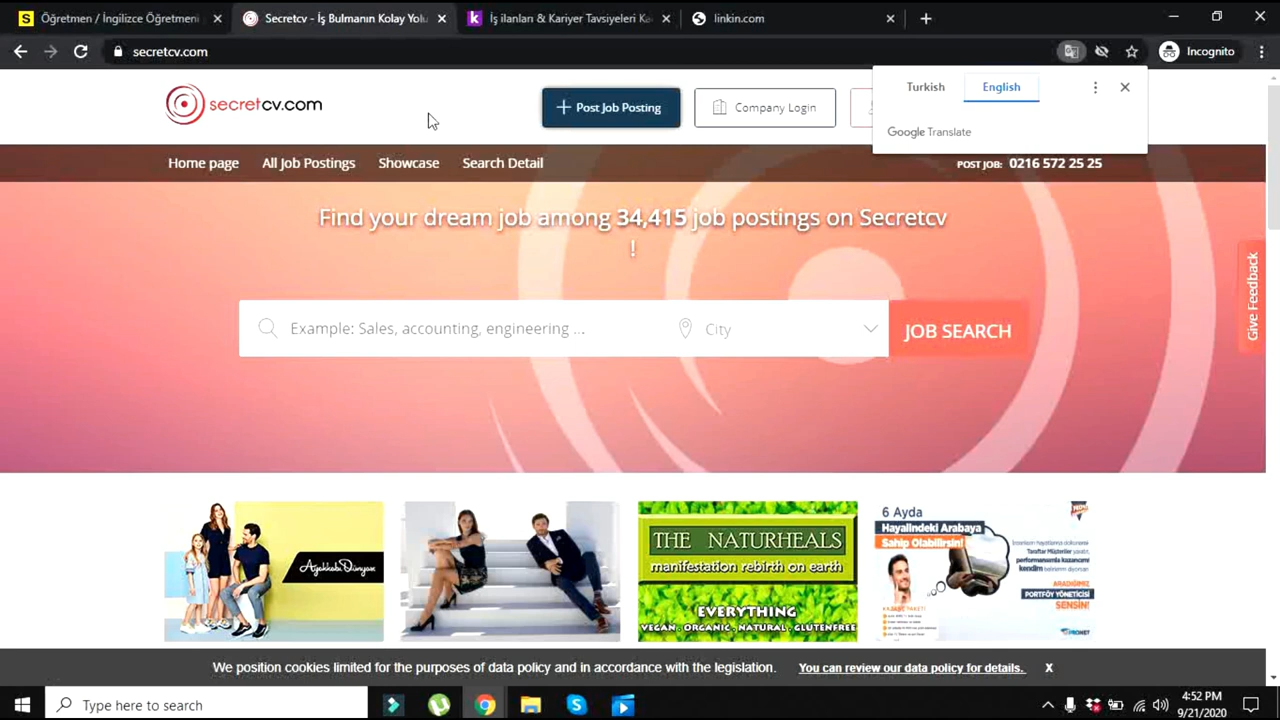 Öğretmen / İngilizce Öğretmeni
Secretcv - İş Bulmanın Kolay Yolu
İş ilanları & Kariyer Tavsiyeleri Ka
linkin.com
secretcv.com
Incognito
Turkish
English
Google Translate
secretcv.com
Post Job Posting
Company Login
Home page
All Job Postings
Showcase
Search Detail
POST JOB: 0216 572 25 25
Find your dream job among 34,415 job postings on Secretcv
!
Example: Sales, accounting, engineering ...
City
JOB SEARCH
Give Feedback
Ayakkabı Dünyası
THE NATURHEALS
manifestation rebirth on earth
EVERYTHING
VEGAN . ORGANIC . NATURAL . GLUTENFREE
6 Ayda
Hayalindeki Arabaya
Sahip Olabilirsin!
ARADIĞIMIZ
PORTFÖY YÖNETİCİSİ
SENSİN!
PRONET
We position cookies limited for the purposes of data policy and in accordance with the legislation.
You can review our data policy for details.
X
Type here to search
4:52 PM
9/21/2020